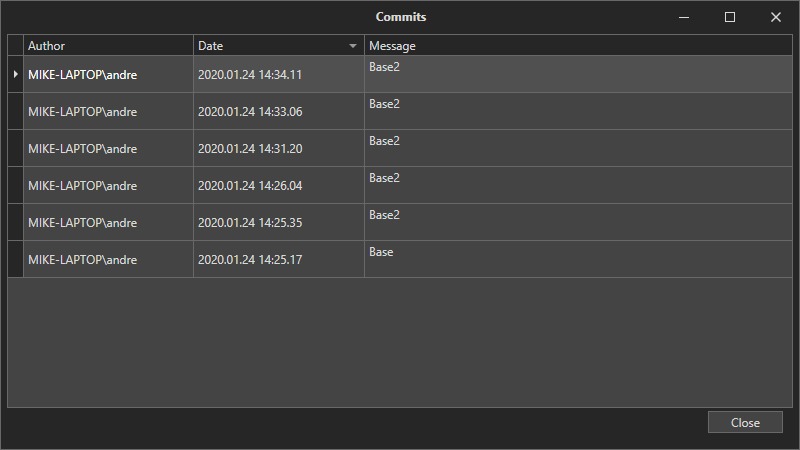 Commits
Author Date Message
MIKE-LAPTOP\andre 2020.01.24 14:34.11 Base2
MIKE-LAPTOP\andre 2020.01.24 14:33.06 Base2
MIKE-LAPTOP\andre 2020.01.24 14:31.20 Base2
MIKE-LAPTOP\andre 2020.01.24 14:26.04 Base2
MIKE-LAPTOP\andre 2020.01.24 14:25.35 Base2
MIKE-LAPTOP\andre 2020.01.24 14:25.17 Base
Close